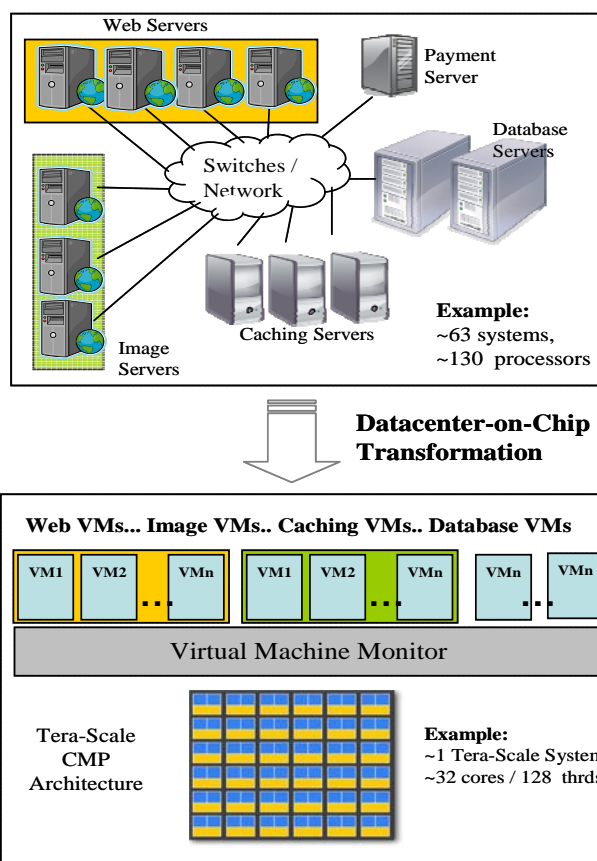 Web Servers
Payment
Server
Database
Servers
Switches /
Network
Caching Servers
Image
Servers
Example:
~63 systems,
~130 processors
Datacenter-on-Chip
Transformation
Web VMs... Image VMs.. Caching VMs.. Database VMs
VM1
VM2
VMn
...
VM1
VM2
VMn
...
VMn
VMn
...
Virtual Machine Monitor
Tera-Scale
CMP
Architecture
Example:
~1 Tera-Scale System
~32 cores / 128 thrds